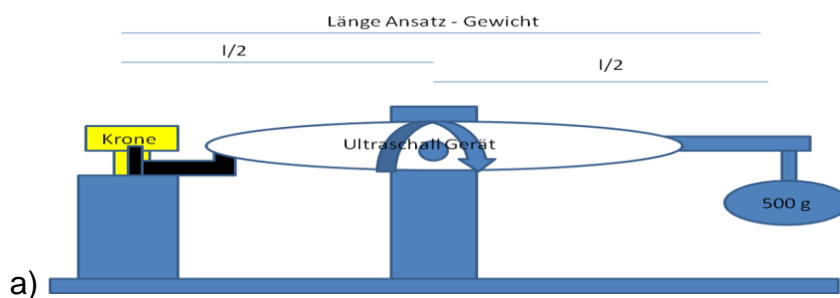 Länge Ansatz - Gewicht
l/2
l/2
Krone
Ultraschall Gerät
500 g
a)